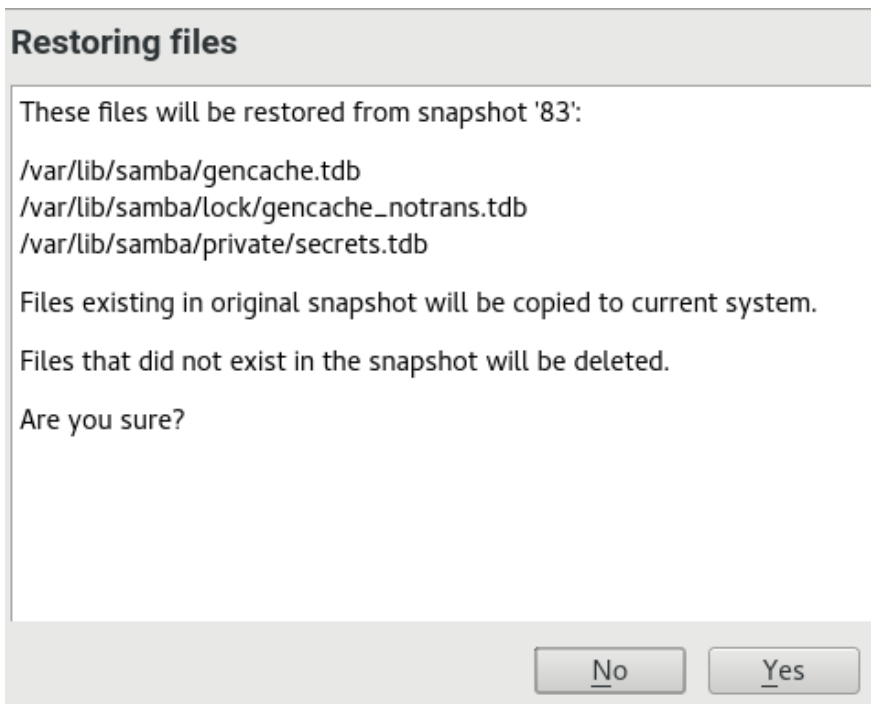 Restoring files
These files will be restored from snapshot '83':
/var/lib/samba/gencache.tdb
/var/lib/samba/lock/gencache_notrans.tdb
/var/lib/samba/private/secrets.tdb
Files existing in original snapshot will be copied to current system.
Files that did not exist in the snapshot will be deleted.
Are you sure?
No
Yes